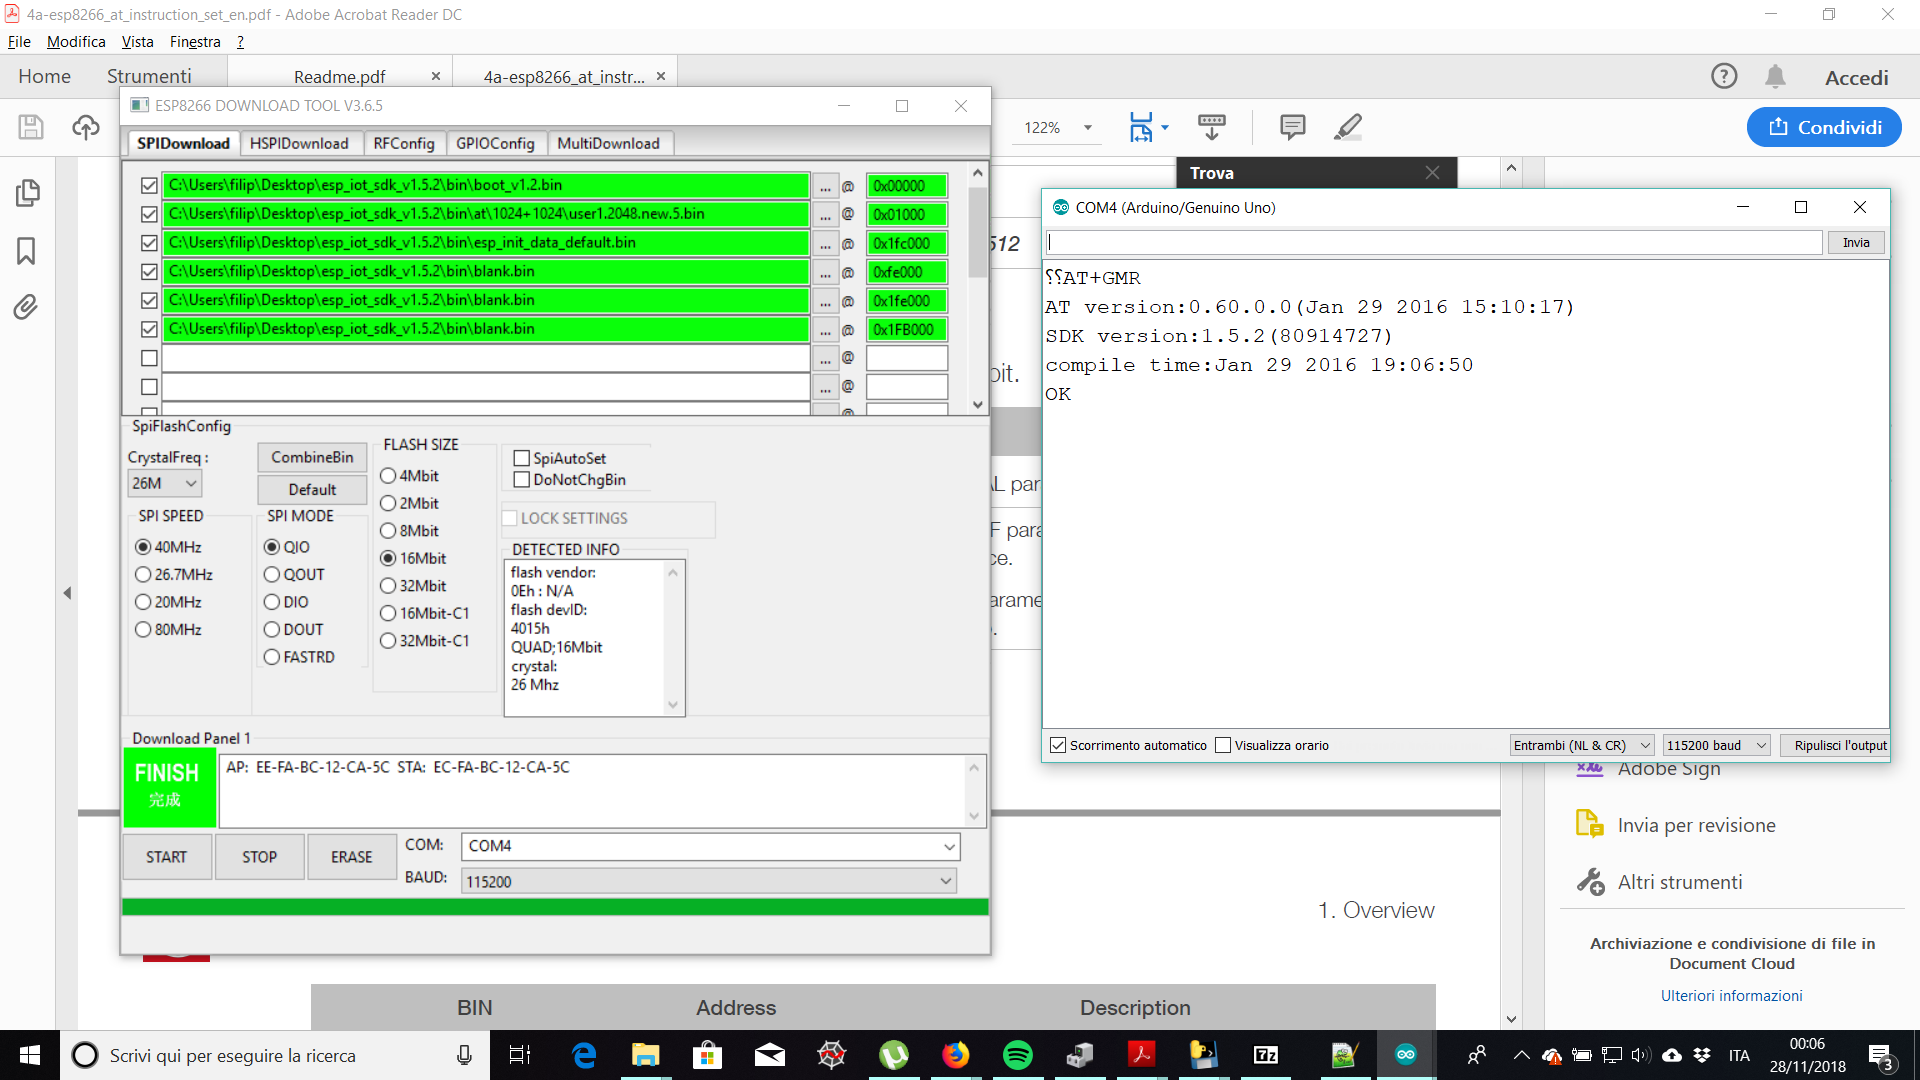 4a-esp8266_at_instruction_set_en.pdf - Adobe Acrobat Reader DC
File Modifica Vista Finestra ?
Home Strumenti Readme.pdf 4a-esp8266_at_instr... Accedi
122% Condividi
Trova
ESP8266 DOWNLOAD TOOL V3.6.5
SPIDownload HSPIDownload RFConfig GPIOConfig MultiDownload
C:\Users\filip\Desktop\esp_iot_sdk_v1.5.2\bin\boot_v1.2.bin ... @ 0x00000
C:\Users\filip\Desktop\esp_iot_sdk_v1.5.2\bin\at\1024+1024\user1.2048.new.5.bin ... @ 0x01000
C:\Users\filip\Desktop\esp_iot_sdk_v1.5.2\bin\esp_init_data_default.bin ... @ 0x1fc000
C:\Users\filip\Desktop\esp_iot_sdk_v1.5.2\bin\blank.bin ... @ 0xfe000
C:\Users\filip\Desktop\esp_iot_sdk_v1.5.2\bin\blank.bin ... @ 0x1fe000
C:\Users\filip\Desktop\esp_iot_sdk_v1.5.2\bin\blank.bin ... @ 0x1FB000
... @
... @
@
SpiFlashConfig
CrystalFreq :
26M
CombineBin
Default
SPI SPEED
40MHz
26.7MHz
20MHz
80MHz
SPI MODE
QIO
QOUT
DIO
DOUT
FASTRD
FLASH SIZE
4Mbit
2Mbit
8Mbit
16Mbit
32Mbit
16Mbit-C1
32Mbit-C1
SpiAutoSet
DoNotChgBin
LOCK SETTINGS
DETECTED INFO
flash vendor:
0Eh : N/A
flash devID:
4015h
QUAD;16Mbit
crystal:
26 Mhz
Download Panel 1
FINISH
完成
AP: EE-FA-BC-12-CA-5C STA: EC-FA-BC-12-CA-5C
START STOP ERASE
COM: COM4
BAUD: 115200
512
bit.
AL par
F para
ce.
arame
COM4 (Arduino/Genuino Uno)
Invia
⸮⸮AT+GMR
AT version:0.60.0.0(Jan 29 2016 15:10:17)
SDK version:1.5.2(80914727)
compile time:Jan 29 2016 19:06:50
OK
Scorrimento automatico Visualizza orario Entrambi (NL & CR) 115200 baud Ripulisci l'output
Adobe Sign
Invia per revisione
Altri strumenti
Archiviazione e condivisione di file in
Document Cloud
Ulteriori informazioni
1. Overview
BIN Address Description
Scrivi qui per eseguire la ricerca
7z
ITA
00:06
28/11/2018
3